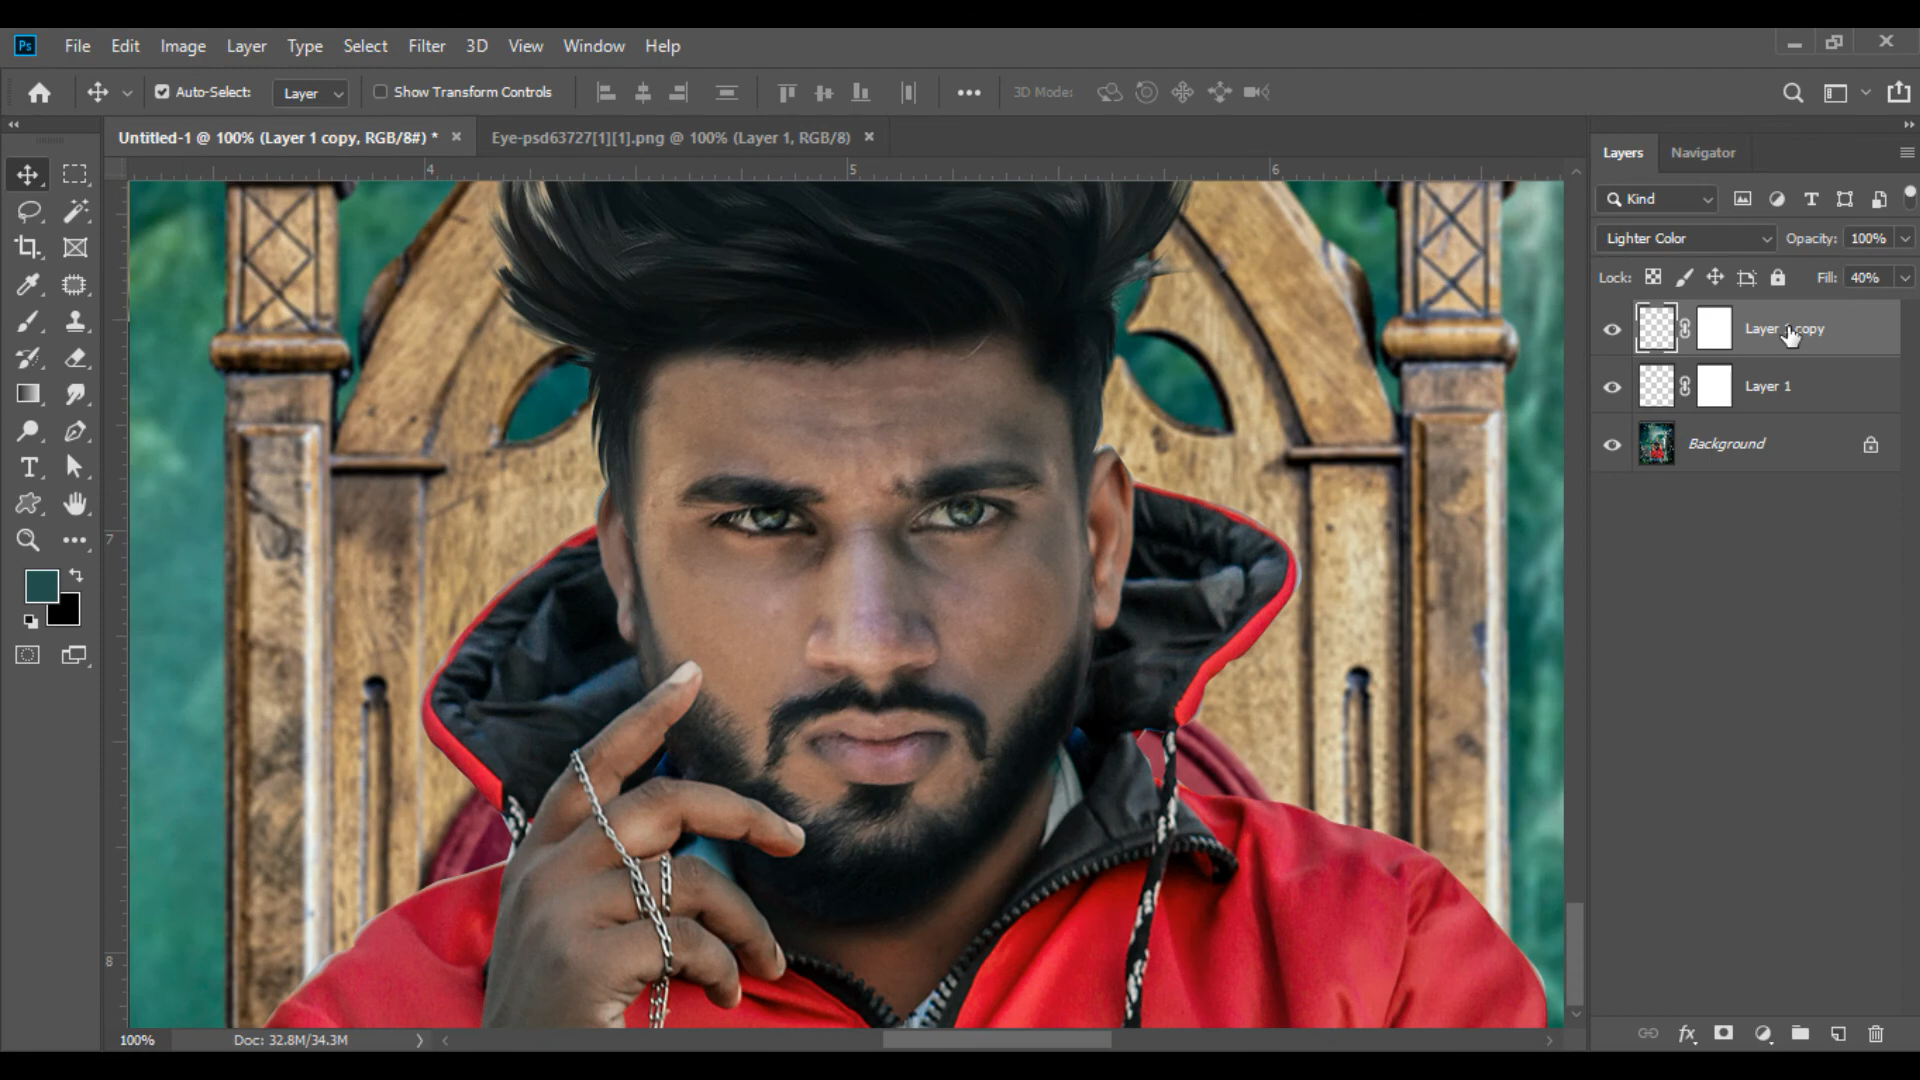 Ps File Edit Image Layer Type Select Filter 3D View Window Help
Auto-Select: Layer Show Transform Controls 3D Mode:
Untitled-1 @ 100% (Layer 1 copy, RGB/8#) * Eye-psd63727[1][1].png @ 100% (Layer 1, RGB/8)
Layers Navigator
4 5 6
Kind
Lighter Color Opacity: 100%
Lock: Fill: 40%
Layer copy
Layer 1
Background
7
8
100% Doc: 32.8M/34.3M
fx